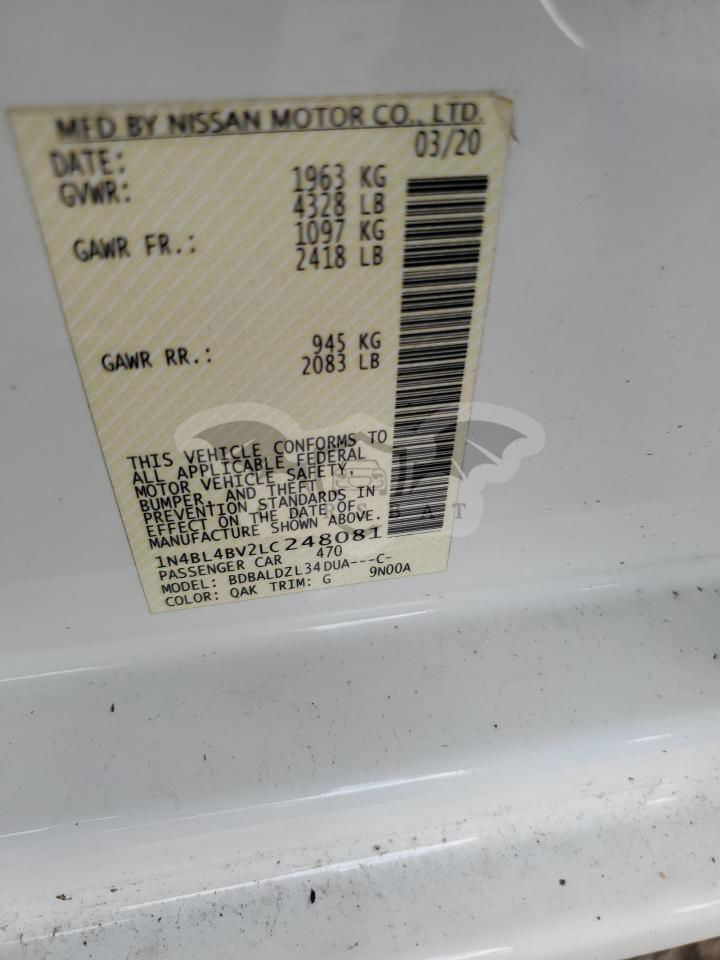 MFD BY NISSAN MOTOR CO., LTD.
DATE: 03/20
GVWR: 1963 KG
4328 LB
GAWR FR.: 1097 KG
2418 LB
GAWR RR.: 945 KG
2083 LB
THIS VEHICLE CONFORMS TO
ALL APPLICABLE FEDERAL
MOTOR VEHICLE SAFETY,
BUMPER, AND THEFT
PREVENTION STANDARDS IN
EFFECT ON THE DATE OF
MANUFACTURE SHOWN ABOVE.
1N4BL4BV2LC248081
PASSENGER CAR 470
MODEL: BDBALDZL34DUA---C-
COLOR: QAK TRIM: G 9N00A